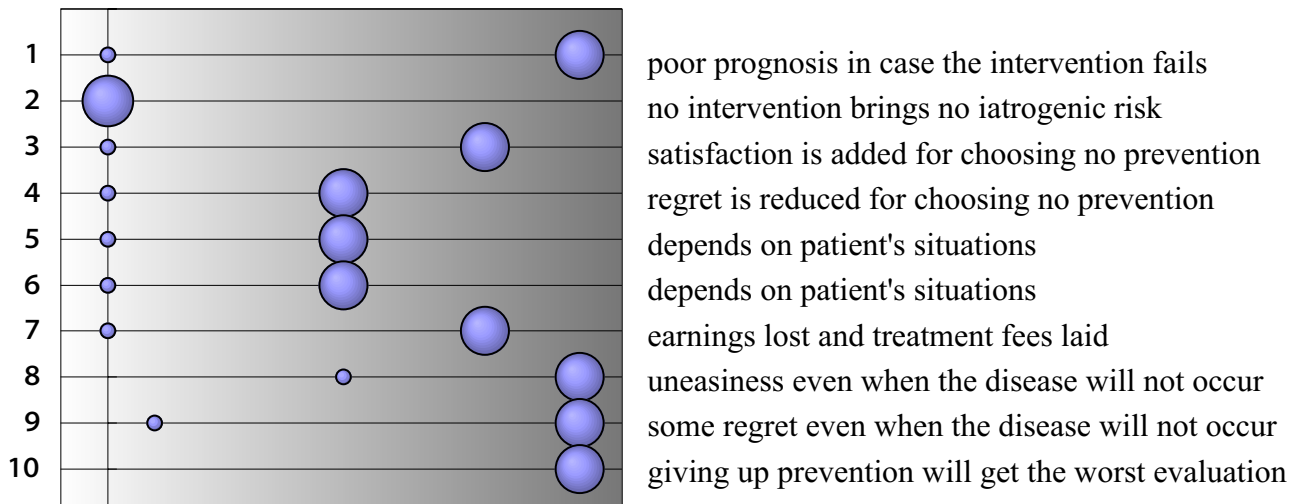 1 poor prognosis in case the intervention fails
2 no intervention brings no iatrogenic risk
3 satisfaction is added for choosing no prevention
4 regret is reduced for choosing no prevention
5 depends on patient's situations
6 depends on patient's situations
7 earnings lost and treatment fees laid
8 uneasiness even when the disease will not occur
9 some regret even when the disease will not occur
10 giving up prevention will get the worst evaluation